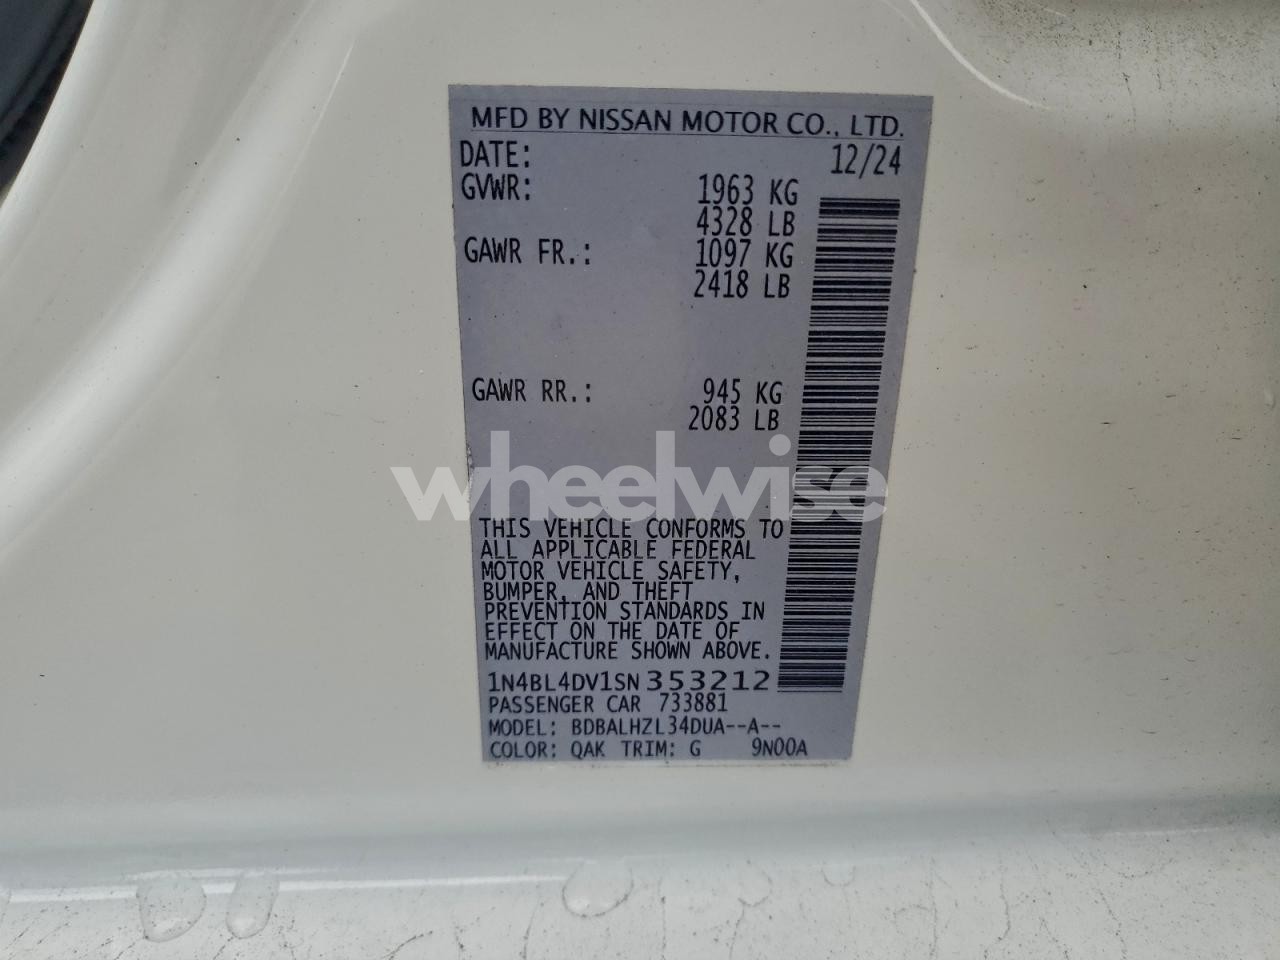 MFD BY NISSAN MOTOR CO., LTD.
DATE: 12/24
GVWR: 1963 KG
4328 LB
GAWR FR.: 1097 KG
2418 LB
GAWR RR.: 945 KG
2083 LB
wheelwise
THIS VEHICLE CONFORMS TO
ALL APPLICABLE FEDERAL
MOTOR VEHICLE SAFETY,
BUMPER, AND THEFT
PREVENTION STANDARDS IN
EFFECT ON THE DATE OF
MANUFACTURE SHOWN ABOVE.
1N4BL4DV1SN353212
PASSENGER CAR 733881
MODEL: BDBALHZL34DUA--A--
COLOR: QAK TRIM: G 9N00A